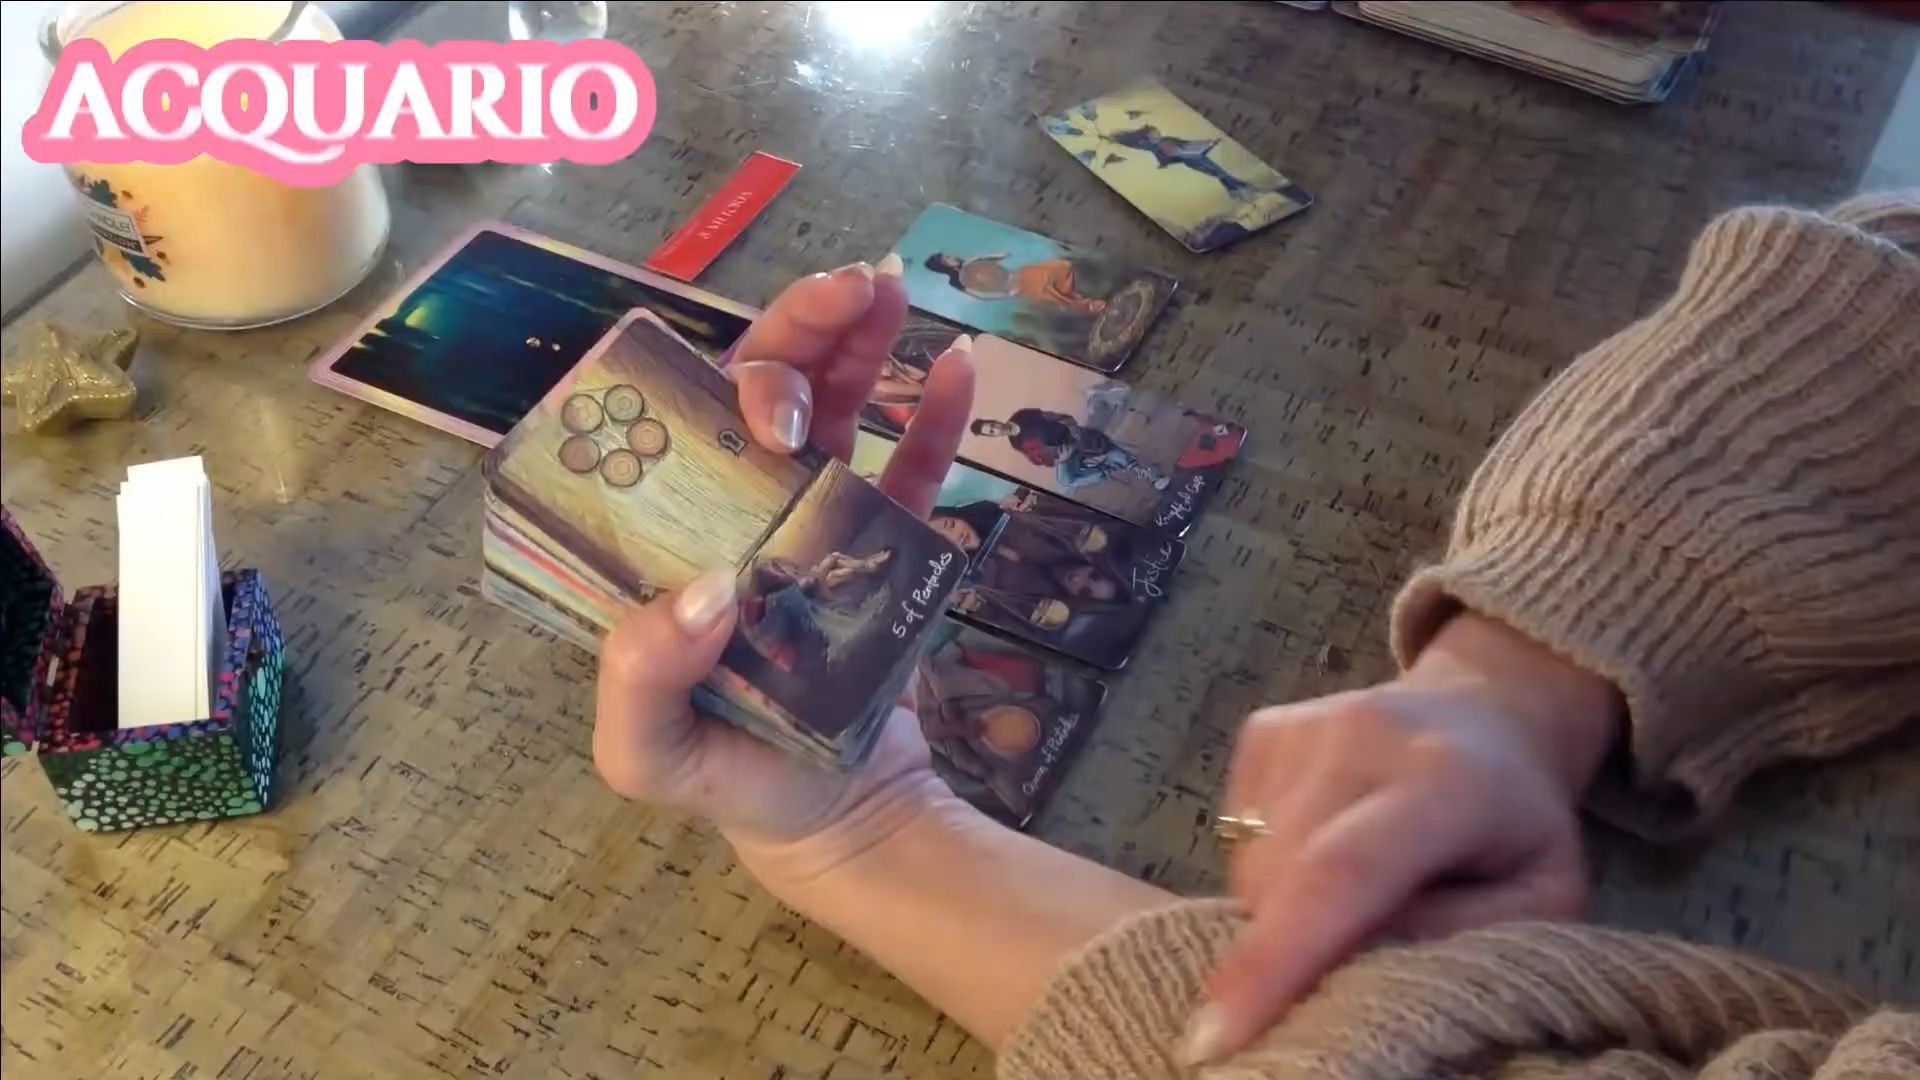 ACQUARIO
Knight of Cups
Justice
5 of Pentacles
Queen of Pentacles